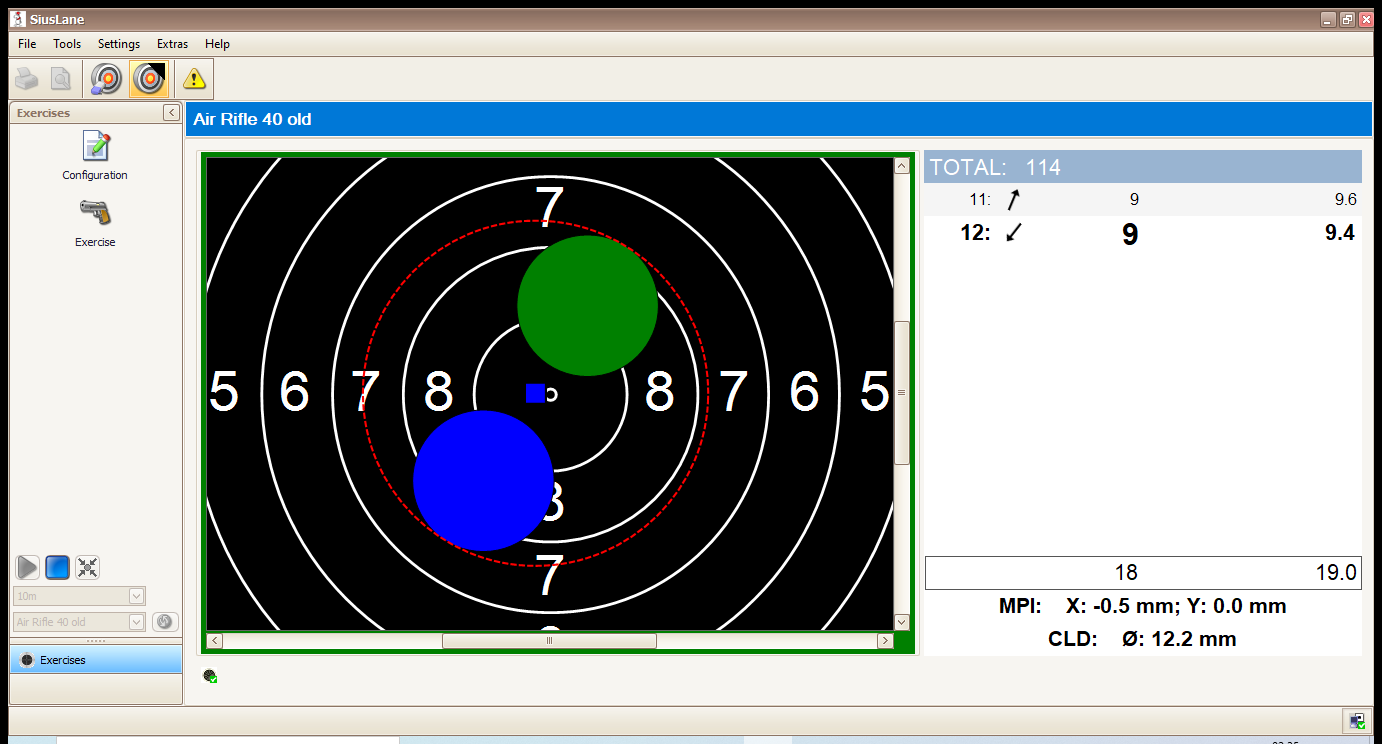 SiusLane
File Tools Settings Extras Help
Exercises
Configuration
Exercise
10m
Air Rifle 40 old
Exercises
Air Rifle 40 old
7
5 6 7 8 8 7 6 5
7
TOTAL: 114
11: 9 9.6
12: 9 9.4
18 19.0
MPI: X: -0.5 mm; Y: 0.0 mm
CLD: Ø: 12.2 mm